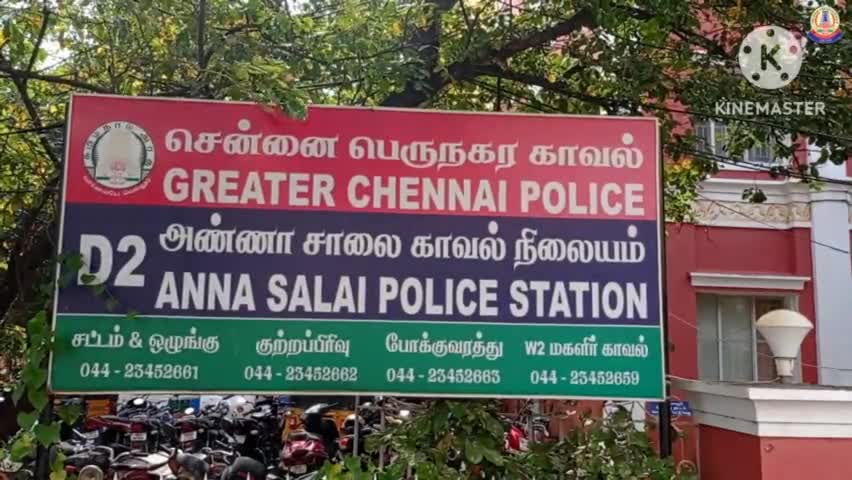 KINEMASTER
சென்னை பெருநகர காவல்
GREATER CHENNAI POLICE
D2
அண்ணா சாலை காவல் நிலையம்
ANNA SALAI POLICE STATION
சட்டம் & ஒழுங்கு குற்றப்பிரிவு போக்குவரத்து W2 மகளிர் காவல்
044 - 23452661 044 - 23452662 044 - 23452663 044 - 23452659